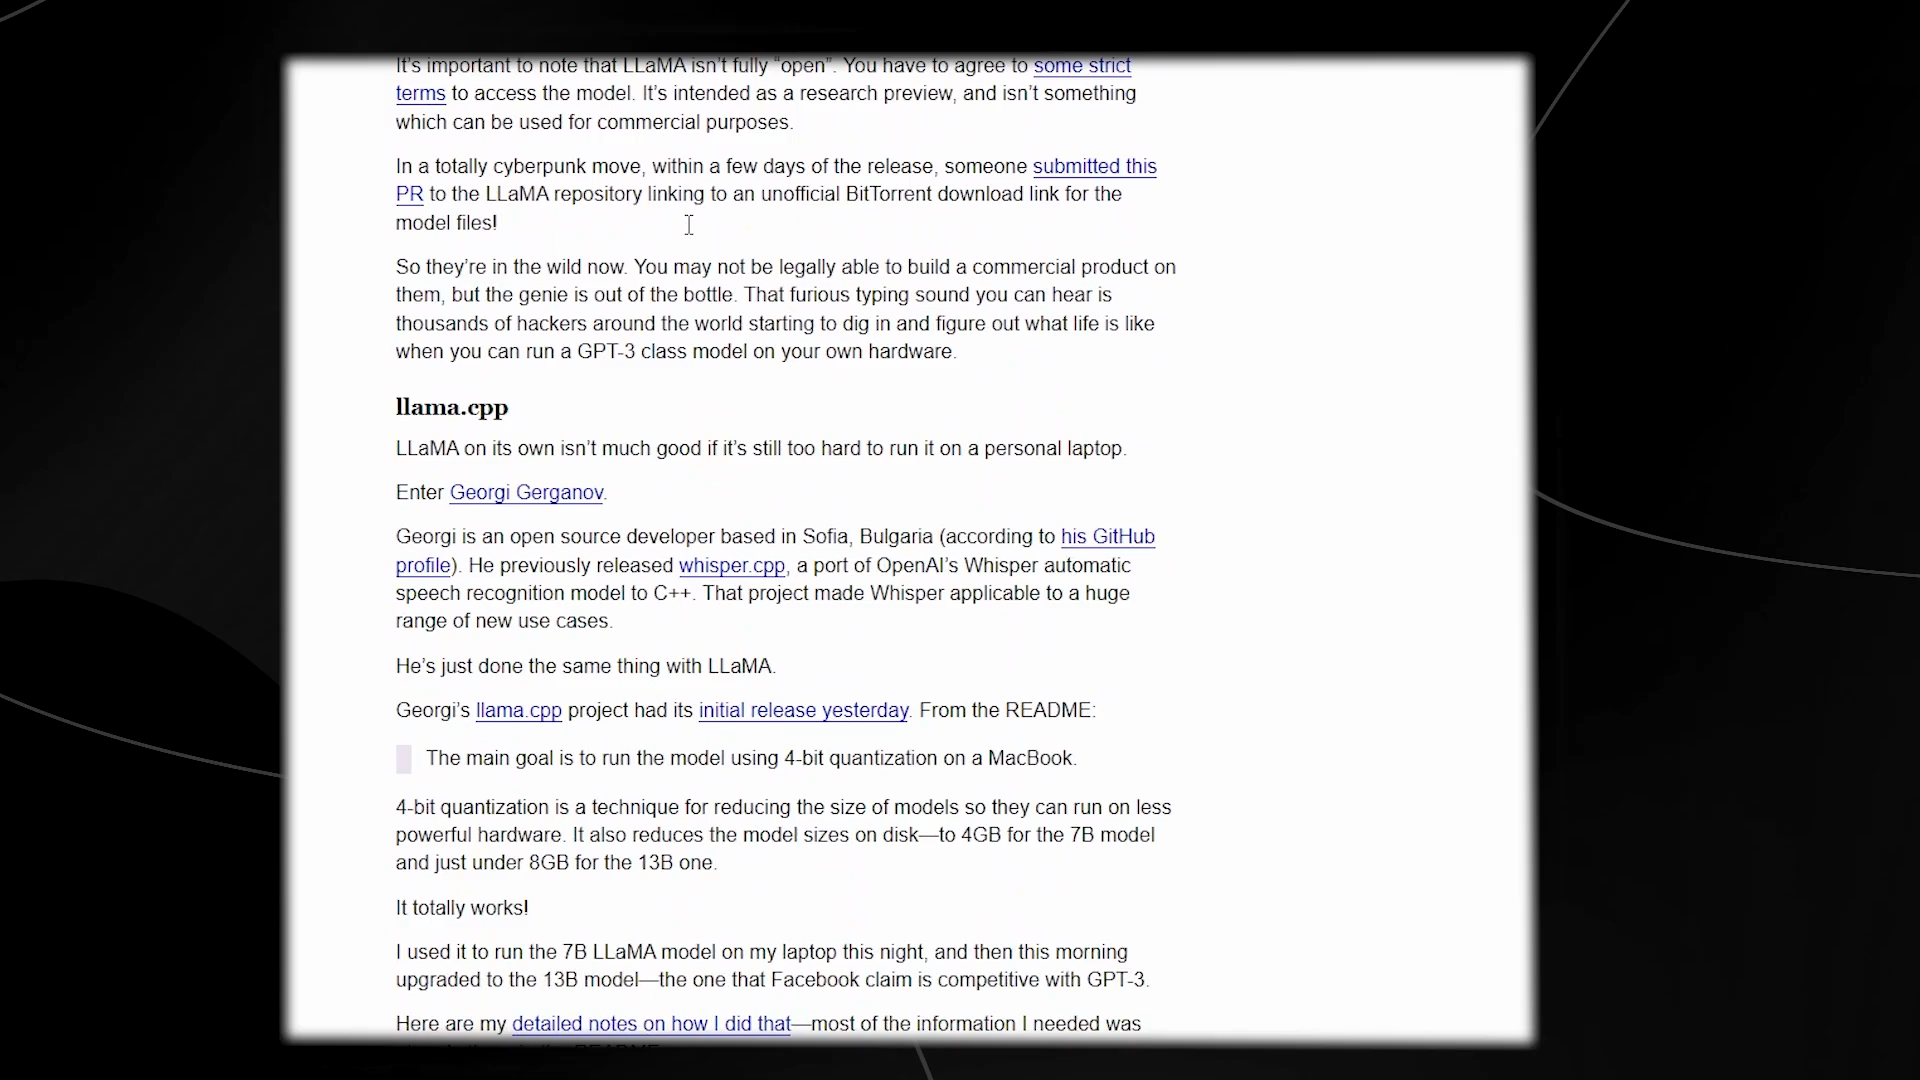 It’s important to note that LLaMA isn’t fully “open”. You have to agree to some strict
terms to access the model. It’s intended as a research preview, and isn’t something
which can be used for commercial purposes.
In a totally cyberpunk move, within a few days of the release, someone submitted this
PR to the LLaMA repository linking to an unofficial BitTorrent download link for the
model files!
So they’re in the wild now. You may not be legally able to build a commercial product on
them, but the genie is out of the bottle. That furious typing sound you can hear is
thousands of hackers around the world starting to dig in and figure out what life is like
when you can run a GPT-3 class model on your own hardware.
llama.cpp
LLaMA on its own isn’t much good if it’s still too hard to run it on a personal laptop.
Enter Georgi Gerganov.
Georgi is an open source developer based in Sofia, Bulgaria (according to his GitHub
profile). He previously released whisper.cpp, a port of OpenAI’s Whisper automatic
speech recognition model to C++. That project made Whisper applicable to a huge
range of new use cases.
He’s just done the same thing with LLaMA.
Georgi’s llama.cpp project had its initial release yesterday. From the README:
The main goal is to run the model using 4-bit quantization on a MacBook.
4-bit quantization is a technique for reducing the size of models so they can run on less
powerful hardware. It also reduces the model sizes on disk—to 4GB for the 7B model
and just under 8GB for the 13B one.
It totally works!
I used it to run the 7B LLaMA model on my laptop this night, and then this morning
upgraded to the 13B model—the one that Facebook claim is competitive with GPT-3.
Here are my detailed notes on how I did that—most of the information I needed was